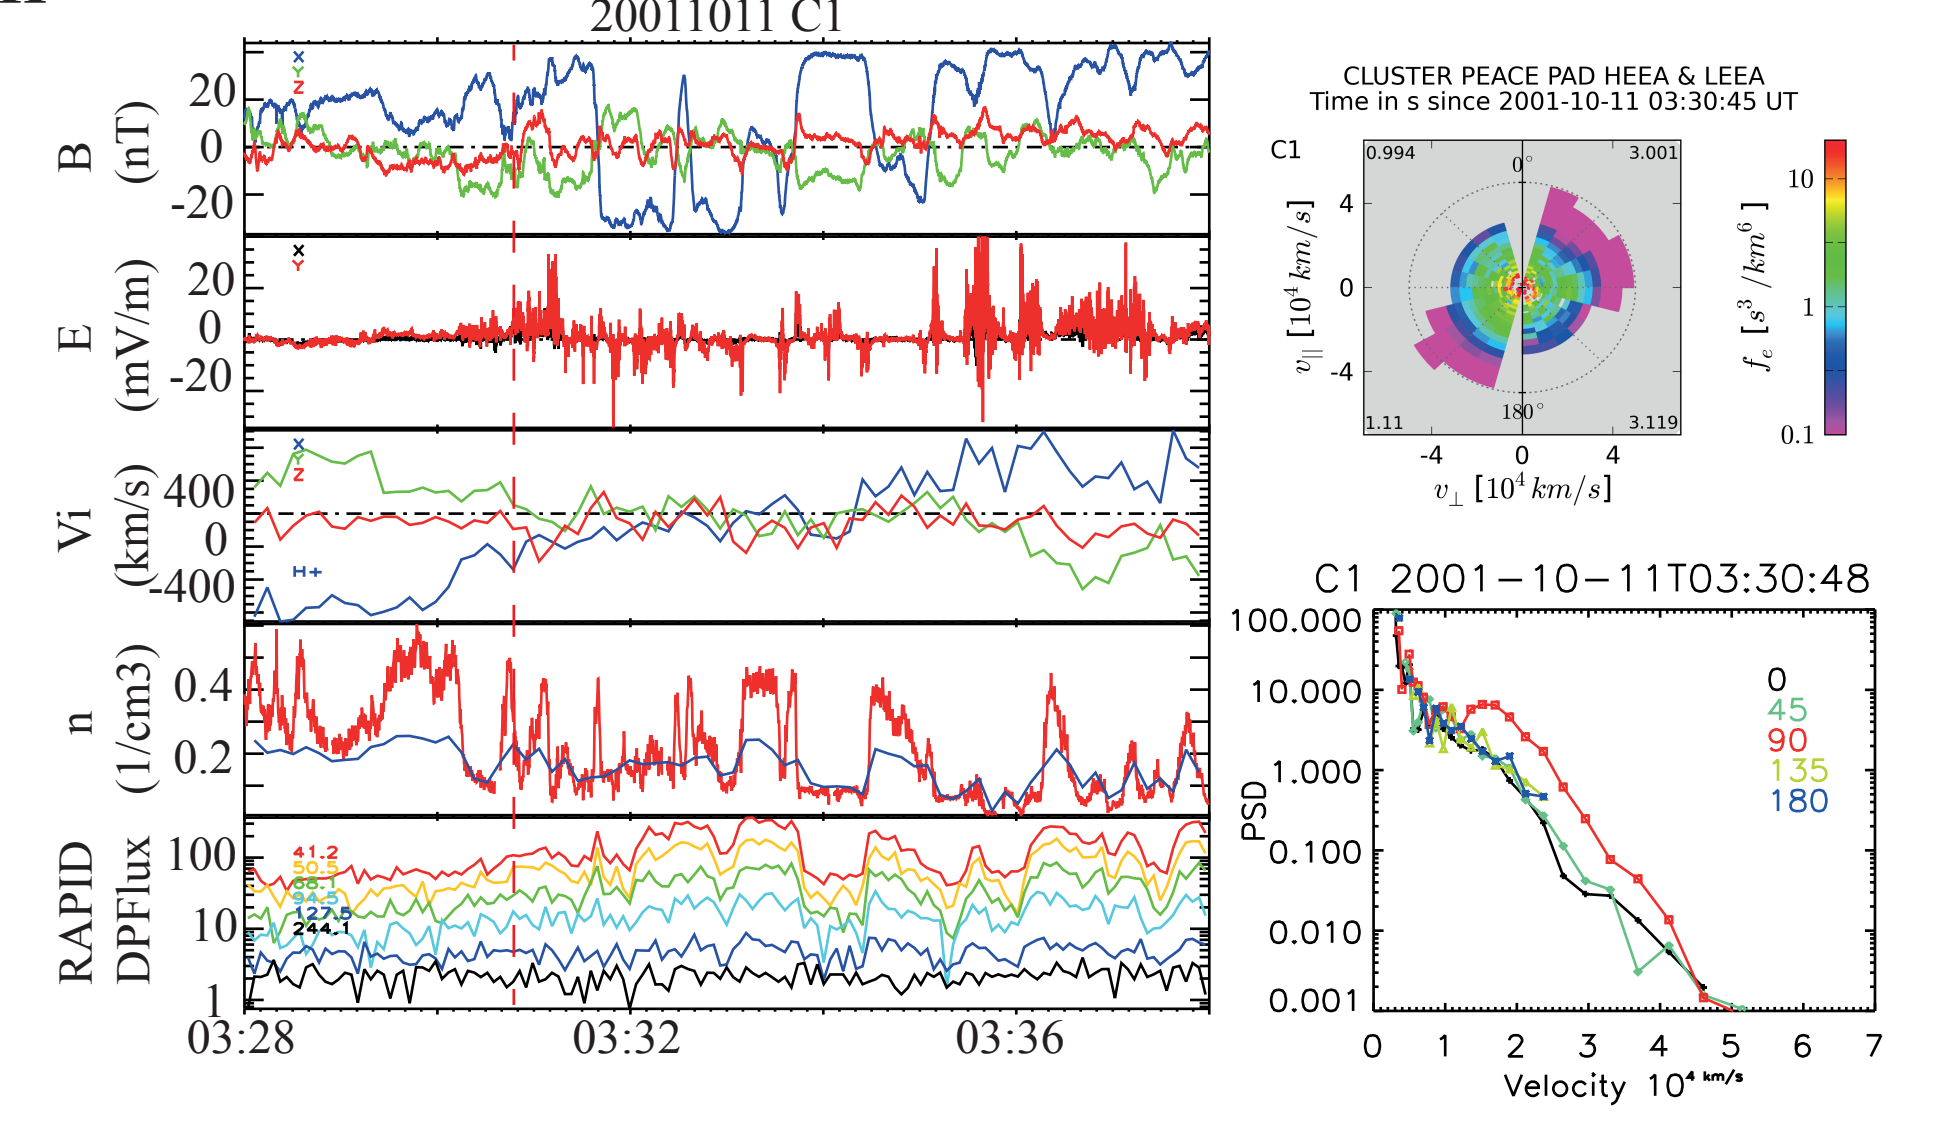 20011011 C1
B
(nT)
20
0
-20
X
Y
Z
E
(mV/m)
20
0
-20
X
Y
Vi
(km/s)
400
0
-400
X
Y
Z
H+
n
(1/cm3)
0.4
0.2
RAPID
DPFlux
100
10
1
41.2
50.5
68.1
94.5
127.5
244.1
03:28 03:32 03:36
CLUSTER PEACE PAD HEEA & LEEA
Time in s since 2001-10-11 03:30:45 UT
C1
0.994 3.001
0°
180°
1.11 3.119
4
0
-4
v|| [10⁴ km/s]
-4 0 4
v⊥ [10⁴ km/s]
10
1
0.1
fe [s³/km⁶]
C1 2001-10-11T03:30:48
100.000
10.000
1.000
0.100
0.010
0.001
PSD
0
45
90
135
180
0 1 2 3 4 5 6 7
Velocity 10⁴ km/s